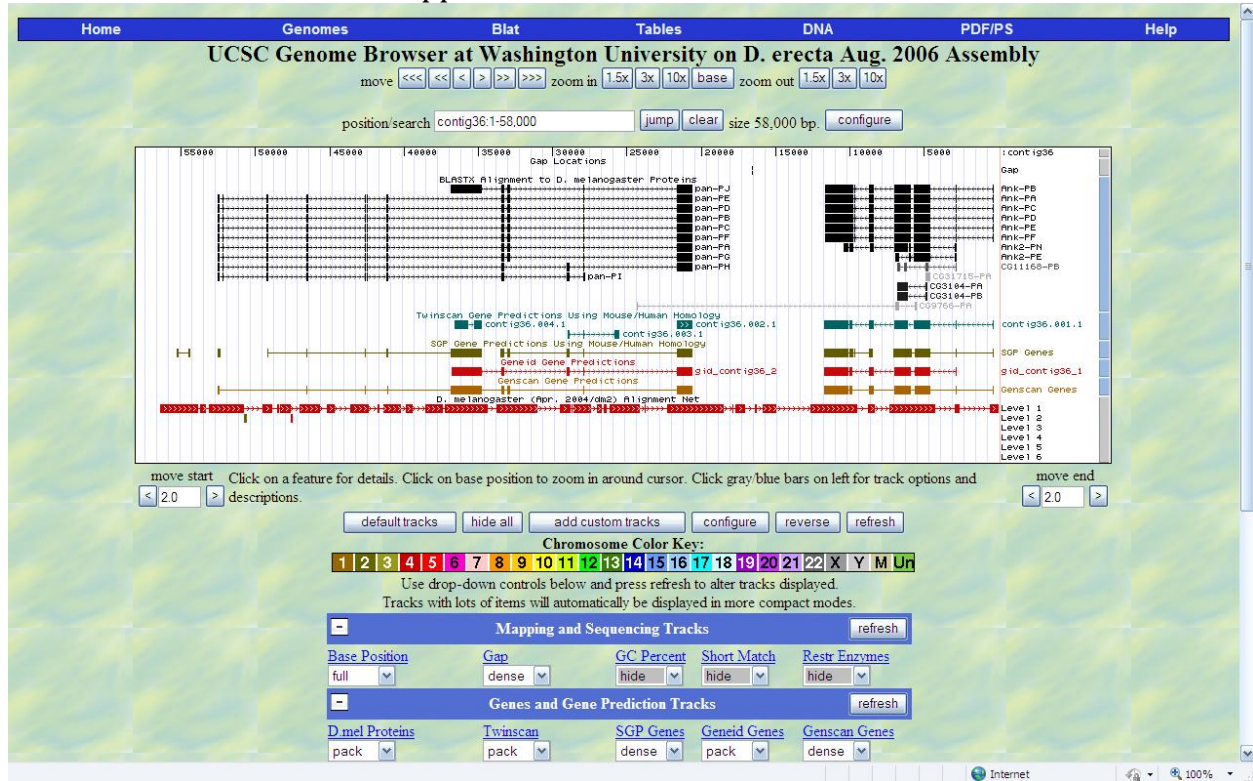 Home Genomes Blat Tables DNA PDF/PS Help
UCSC Genome Browser at Washington University on D. erecta Aug. 2006 Assembly
move <<< << < > >> >>> zoom in 1.5x 3x 10x base zoom out 1.5x 3x 10x
position/search contig36:1-58,000 jump clear size 58,000 bp. configure
|55000 |50000 |45000 |40000 |35000 |30000 |25000 |20000 |15000 |10000 |5000 :contig36
Gap Locations
Gap
BLASTX Alignment to D. melanogaster Proteins
pan-PJ Ank-PB
pan-PE Ank-PA
pan-PD Ank-PC
pan-PB Ank-PD
pan-PC Ank-PE
pan-PF Ank-PF
pan-PA Ank2-PN
pan-PG Ank2-PE
pan-PH CG11168-PB
pan-PI CG31715-PA
CG3104-PA
CG3104-PB
CG9766-PA
Twinscan Gene Predictions Using Mouse/Human Homology
contig36.004.1 contig36.002.1 contig36.001.1
contig36.003.1
SGP Gene Predictions Using Mouse/Human Homology
SGP Genes
Geneid Gene Predictions
gid_contig36_2 gid_contig36_1
Genscan Gene Predictions
Genscan Genes
D. melanogaster (Apr. 2004/dm2) Alignment Net
Level 1
Level 2
Level 3
Level 4
Level 5
Level 6
move start Click on a feature for details. Click on base position to zoom in around cursor. Click gray/blue bars on left for track options and move end
< 2.0 > descriptions. < 2.0 >
default tracks hide all add custom tracks configure reverse refresh
Chromosome Color Key:
1 2 3 4 5 6 7 8 9 10 11 12 13 14 15 16 17 18 19 20 21 22 X Y M Un
Use drop-down controls below and press refresh to alter tracks displayed.
Tracks with lots of items will automatically be displayed in more compact modes.
- Mapping and Sequencing Tracks refresh
Base Position Gap GC Percent Short Match Restr Enzymes
full dense hide hide hide
- Genes and Gene Prediction Tracks refresh
D.mel Proteins Twinscan SGP Genes Geneid Genes Genscan Genes
pack pack dense pack dense
Internet 100%